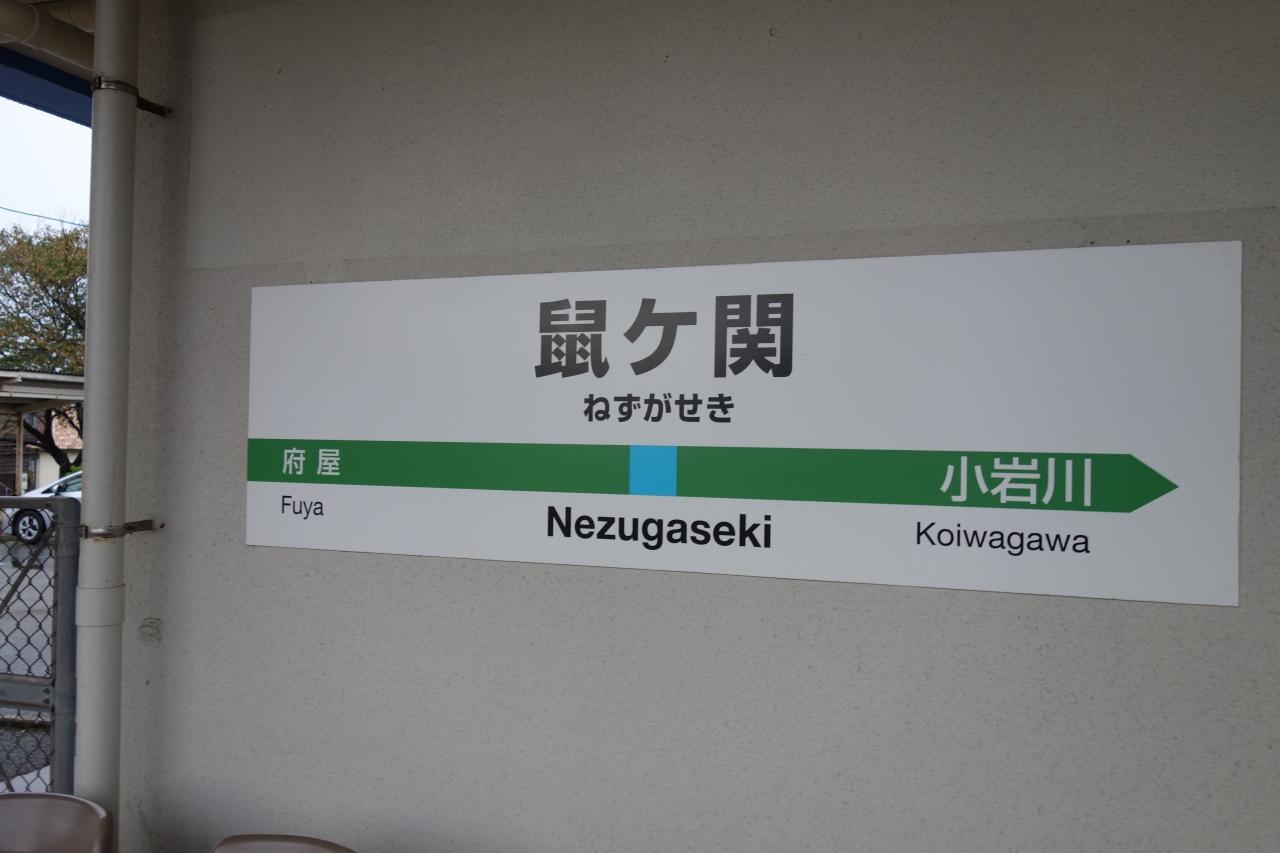 鼠ケ関
ねずがせき
府屋
小岩川
Fuya
Nezugaseki
Koiwagawa